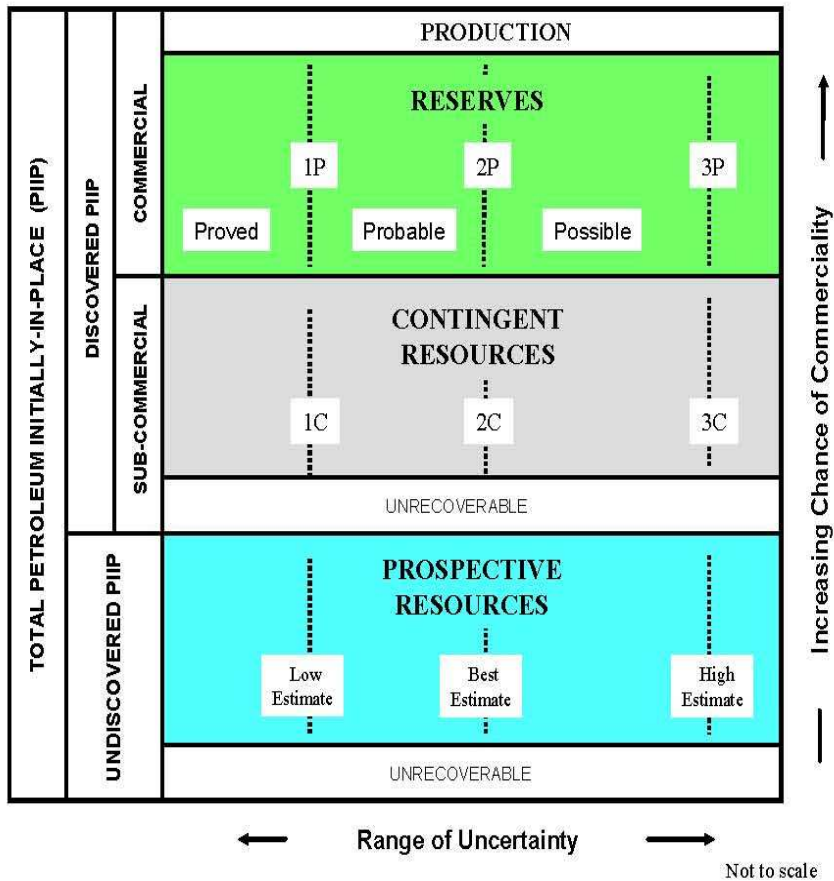 TOTAL PETROLEUM INITIALLY-IN-PLACE (PIIP)
DISCOVERED PIIP
COMMERCIAL
PRODUCTION
RESERVES
1P
2P
3P
Proved
Probable
Possible
SUB-COMMERCIAL
CONTINGENT
RESOURCES
1C
2C
3C
UNRECOVERABLE
UNDISCOVERED PIIP
PROSPECTIVE
RESOURCES
Low
Estimate
Best
Estimate
High
Estimate
UNRECOVERABLE
Increasing Chance of Commerciality
Range of Uncertainty
Not to scale